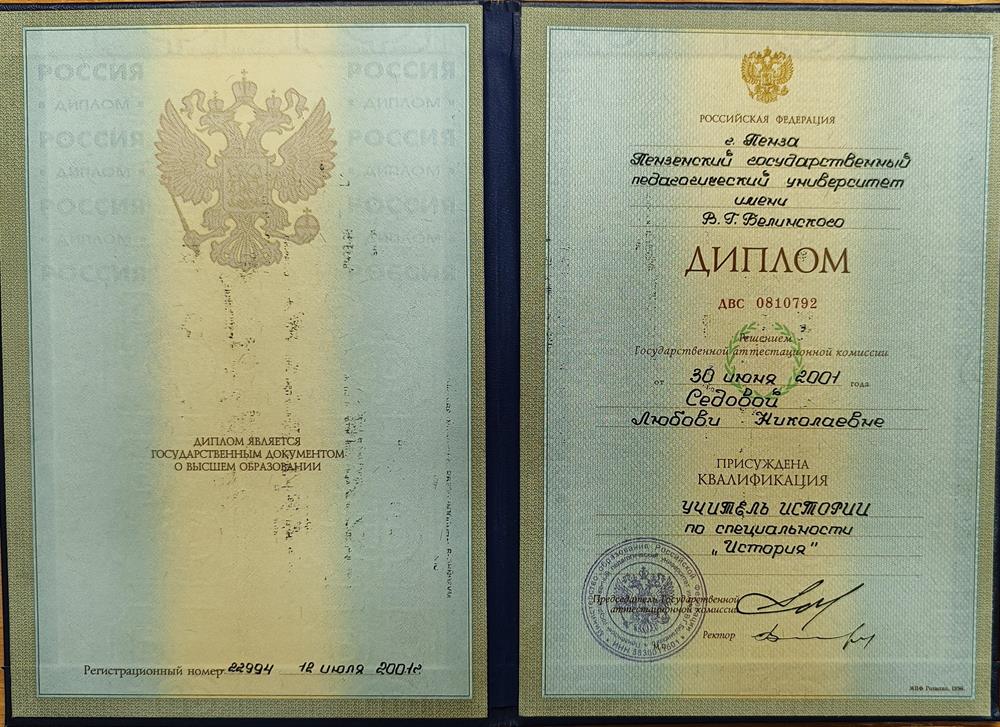 РОССИЯ РОССИЯ
ДИПЛОМ ДИПЛОМ
РОССИЯ РОССИЯ
ДИПЛОМ ДИПЛОМ
РОССИЯ РОССИЯ
ДИПЛОМ ДИПЛОМ
РОССИЯ РОССИЯ
ДИПЛОМ ЯВЛЯЕТСЯ
ГОСУДАРСТВЕННЫМ ДОКУМЕНТОМ
О ВЫСШЕМ ОБРАЗОВАНИИ
Регистрационный номер 22994 12 июля 2001г.
РОССИЙСКАЯ ФЕДЕРАЦИЯ
г. Пенза
Пензенский государственный
педагогический университет
имени
В.Г.Белинского
ДИПЛОМ
ДВС 0810792
Решением
Государственной аттестационной комиссии
от 30 июня 2001 года
Седовой
Любови Николаевне
ПРИСУЖДЕНА
КВАЛИФИКАЦИЯ
УЧИТЕЛЬ ИСТОРИИ
по специальности
„История"
Председатель Государственной
аттестационной комиссии
Ректор
М.П.
МПФ Гознака. 1996.